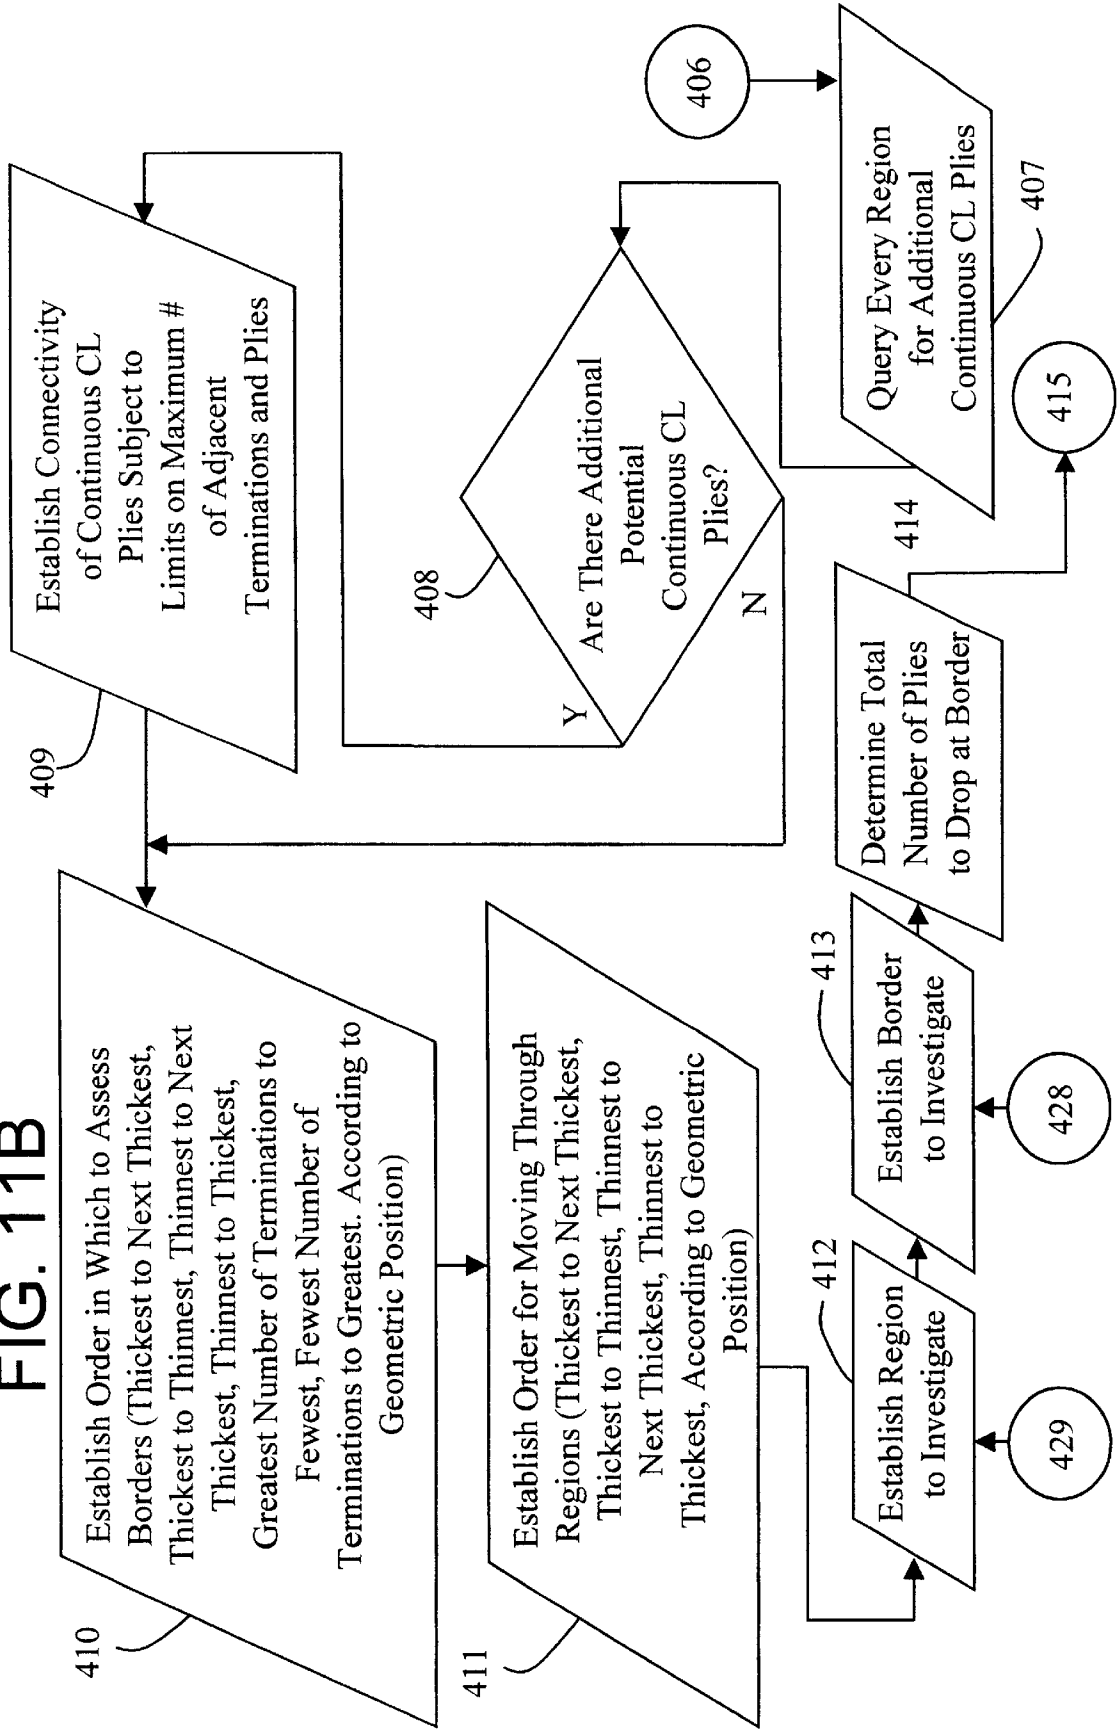 FIG. 11B
410
Establish Order in Which to Assess
Borders (Thickest to Next Thickest,
Thickest to Thinnest, Thinnest to Next
Thickest, Thinnest to Thickest,
Greatest Number of Terminations to
Fewest, Fewest Number of
Terminations to Greatest. According to
Geometric Position)
409
Establish Connectivity
of Continuous CL
Plies Subject to
Limits on Maximum #
of Adjacent
Terminations and Plies
411
Establish Order for Moving Through
Regions (Thickest to Next Thickest,
Thickest to Thinnest, Thinnest to
Next Thickest, Thinnest to
Thickest, According to Geometric
Position)
408
Are There Additional
Potential
Continuous CL
Plies?
Y
N
406
412
Establish Region
to Investigate
413
Establish Border
to Investigate
Determine Total
Number of Plies
to Drop at Border
414
Query Every Region
for Additional
Continuous CL Plies
407
429
428
415